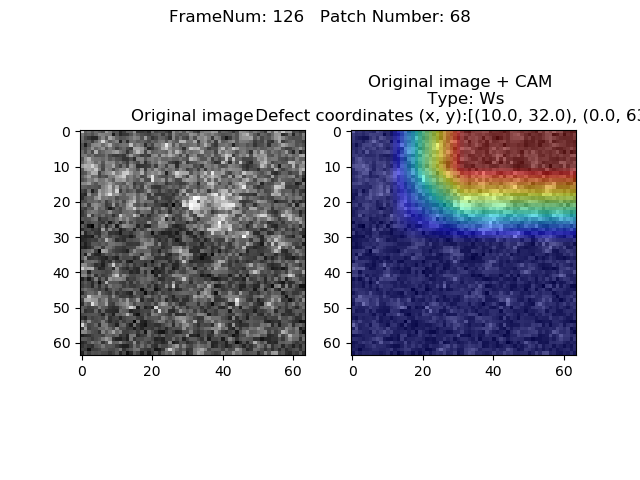 FrameNum: 126   Patch Number: 68
Original image + CAM
Type: Ws
Original image
Defect coordinates (x, y):[(10.0, 32.0), (0.0, 63
0
10
20
30
40
50
60
0 20 40 60
0
10
20
30
40
50
60
0 20 40 60